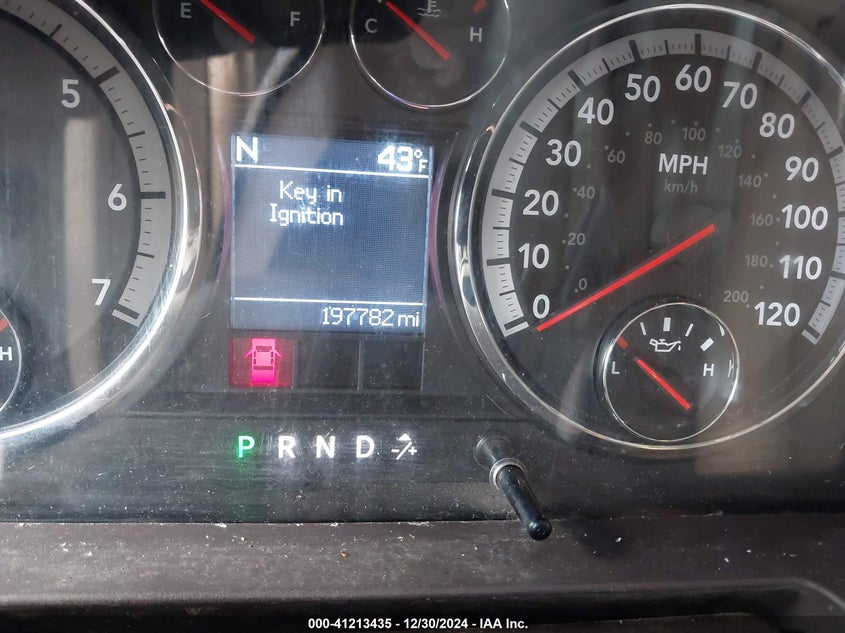 E F
C H
5
6
7
H
N 43°F
Key in
Ignition
197782 mi
P R N D -/+
0 10 20 30 40 50 60 70 80 90 100 110 120
MPH
km/h
0 20 40 60 80 100 120 140 160 180 200
L H
000-41213435 - 12/30/2024 - IAA Inc.